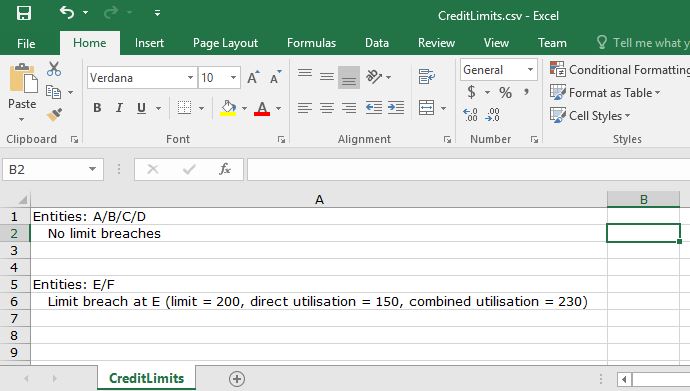 CreditLimits.csv - Excel
File Home Insert Page Layout Formulas Data Review View Team Tell me what y
Paste Verdana 10 A A General Conditional Formatting
B I U A $ % , Format as Table
.00 .00 Cell Styles
Clipboard Font Alignment Number Styles
B2 fx
A B
1 Entities: A/B/C/D
2 No limit breaches
3
4
5 Entities: E/F
6 Limit breach at E (limit = 200, direct utilisation = 150, combined utilisation = 230)
7
8
9
CreditLimits